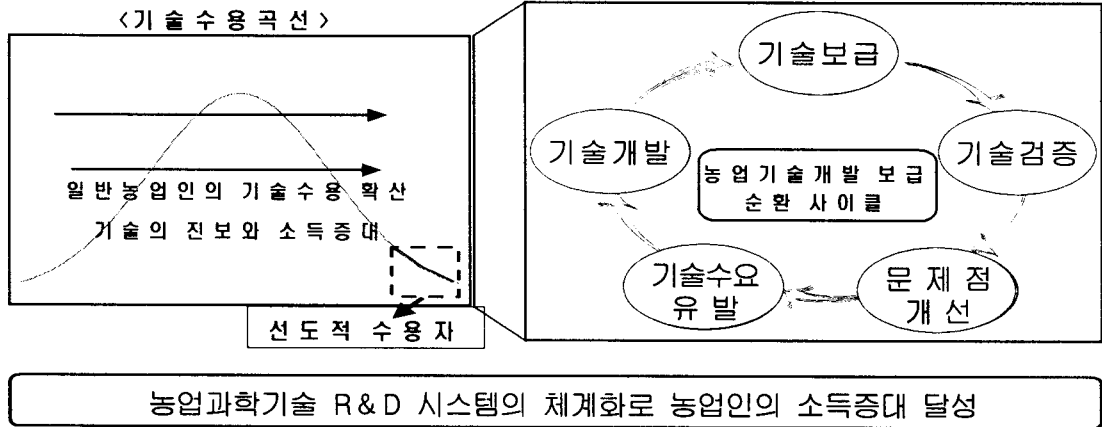 <기술수용곡선>
일반농업인의 기술수용 확산
기술의 진보와 소득증대
선도적 수용자
기술보급
기술개발
기술검증
농업기술개발 보급
순환 사이클
기술수요
유발
문제점
개선
농업과학기술 R&D 시스템의 체계화로 농업인의 소득증대 달성